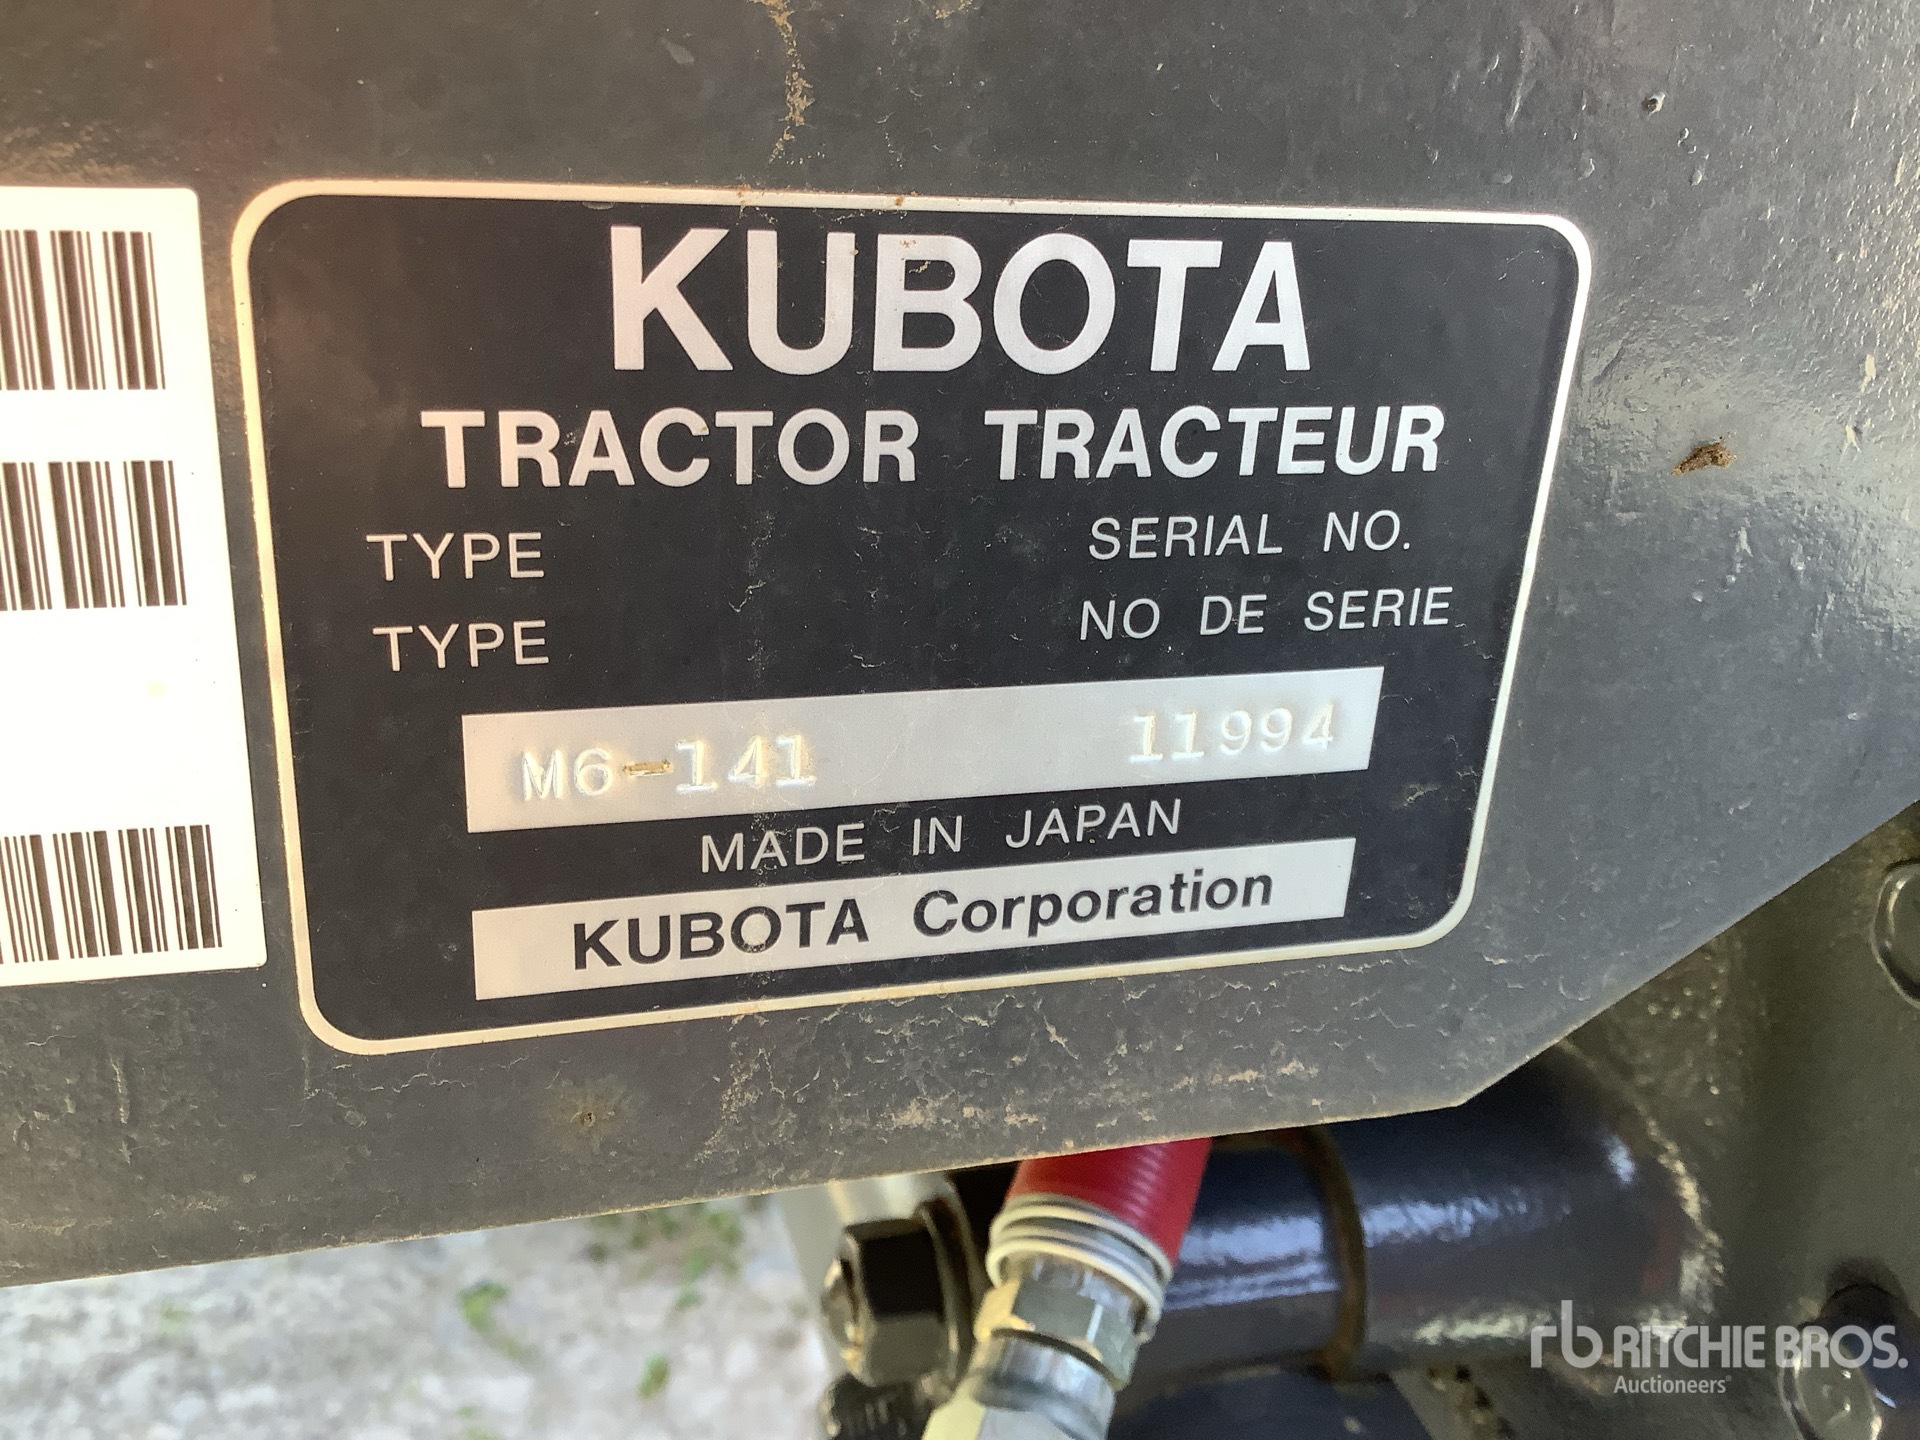 KUBOTA
TRACTOR TRACTEUR
TYPE SERIAL NO.
TYPE NO DE SERIE
M6-141 11994
MADE IN JAPAN
KUBOTA Corporation
rb RITCHIE BROS.
Auctioneers